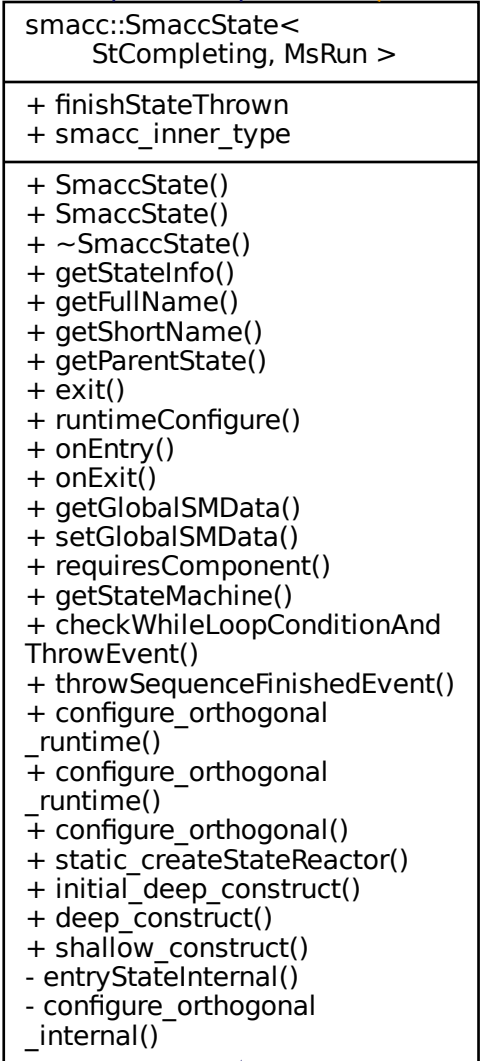 smacc::SmaccState<
StCompleting, MsRun >
+ finishStateThrown
+ smacc_inner_type
+ SmaccState()
+ SmaccState()
+ ~SmaccState()
+ getStateInfo()
+ getFullName()
+ getShortName()
+ getParentState()
+ exit()
+ runtimeConfigure()
+ onEntry()
+ onExit()
+ getGlobalSMData()
+ setGlobalSMData()
+ requiresComponent()
+ getStateMachine()
+ checkWhileLoopConditionAnd
ThrowEvent()
+ throwSequenceFinishedEvent()
+ configure_orthogonal
_runtime()
+ configure_orthogonal
_runtime()
+ configure_orthogonal()
+ static_createStateReactor()
+ initial_deep_construct()
+ deep_construct()
+ shallow_construct()
- entryStateInternal()
- configure_orthogonal
_internal()